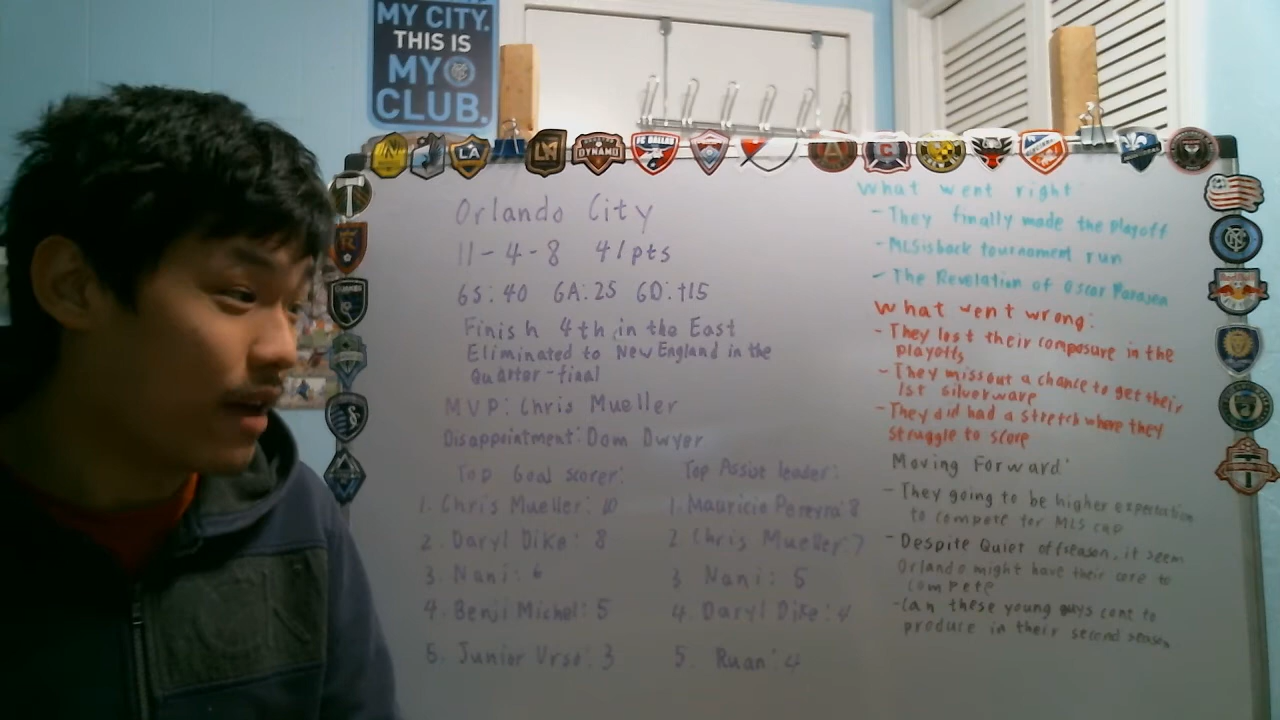 MY CITY.
THIS IS
MY
CLUB.
LA
DYNAMO
FC DALLAS
Orlando City
11-4-8 41pts
GS: 40 GA: 25 GD: +15
Finish 4th in the East
Eliminated to New England in the
Quarter-final
MVP: Chris Mueller
Disappointment: Dom Dwyer
Top Goal scorer:
1. Chris Mueller: 10
2. Daryl Dike: 8
3. Nani: 6
4. Benji Michel: 5
5. Junior Urso: 3
Top Assist leader:
1. Mauricio Pereyra: 8
2. Chris Mueller 7
3. Nani: 5
4. Daryl Dike: 4
5. Ruan: 4
What went right
- They finally made the Playoff
- MLSisback tournament run
- The Revelation of Oscar Pareja
What went wrong:
- They lost their composure in the
playoffs
- They missout a chance to get their
1st silverware
- They did had a stretch where they
struggle to score
Moving Forward:
- They going to be higher expectation
to compete for MLS cup
- Despite Quiet offseason, it seem
Orlando might have their core to
compete
- Can these young guys cont to
produce in their second season